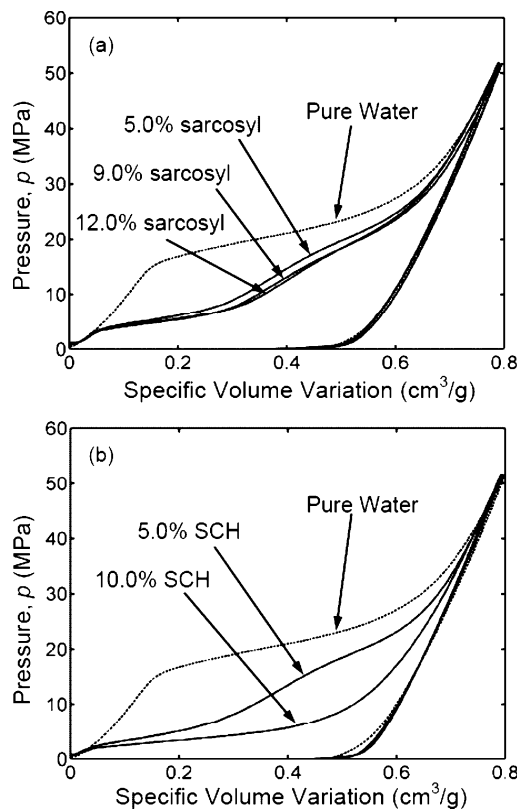 (a)
60
50
40
30
20
10
0
Pressure, p (MPa)
Pure Water
5.0% sarcosyl
9.0% sarcosyl
12.0% sarcosyl
0 0.2 0.4 0.6 0.8
Specific Volume Variation (cm³/g)
(b)
60
50
40
30
20
10
0
Pressure, p (MPa)
Pure Water
5.0% SCH
10.0% SCH
0 0.2 0.4 0.6 0.8
Specific Volume Variation (cm³/g)